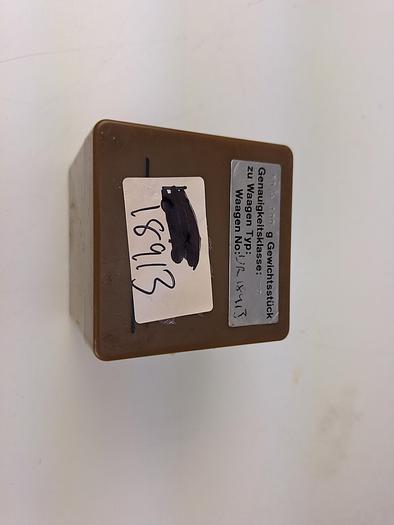 g Gewichtsstück
Genauigkeitsklasse:
zu Waagen Typ:
Waagen No:
18913